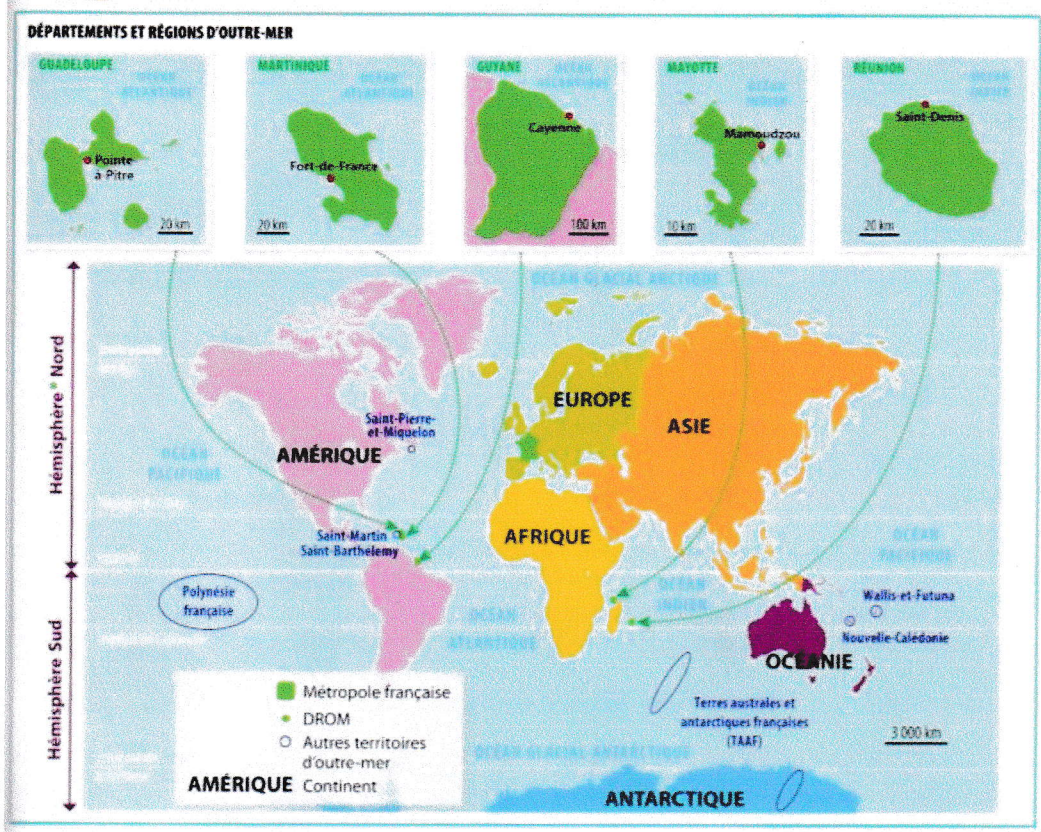 DÉPARTEMENTS ET RÉGIONS D'OUTRE-MER
GUADELOUPE
OCÉAN
ATLANTIQUE
Pointe
à Pitre
20 km
MARTINIQUE
OCÉAN
ATLANTIQUE
Fort-de-France
20 km
GUYANE
OCÉAN
ATLANTIQUE
Cayenne
100 km
MAYOTTE
OCÉAN
INDIEN
Mamoudzou
10 km
RÉUNION
OCÉAN
INDIEN
Saint-Denis
20 km
Hémisphère * Nord
Hémisphère Sud
OCÉAN GLACIAL ARCTIQUE
EUROPE
ASIE
Saint-Pierre-
et-Miquelon
AMÉRIQUE
OCÉAN
PACIFIQUE
AFRIQUE
Saint-Martin
Saint-Barthelemy
OCÉAN
PACIFIQUE
Polynésie
française
OCÉAN
INDIEN
Wallis-et-Futuna
OCÉAN
ATLANTIQUE
Nouvelle-Calédonie
OCÉANIE
Métropole française
DROM
Autres territoires
d'outre-mer
AMÉRIQUE Continent
Terres australes et
antarctiques françaises
(TAAF)
3 000 km
OCÉAN GLACIAL ANTARCTIQUE
ANTARCTIQUE